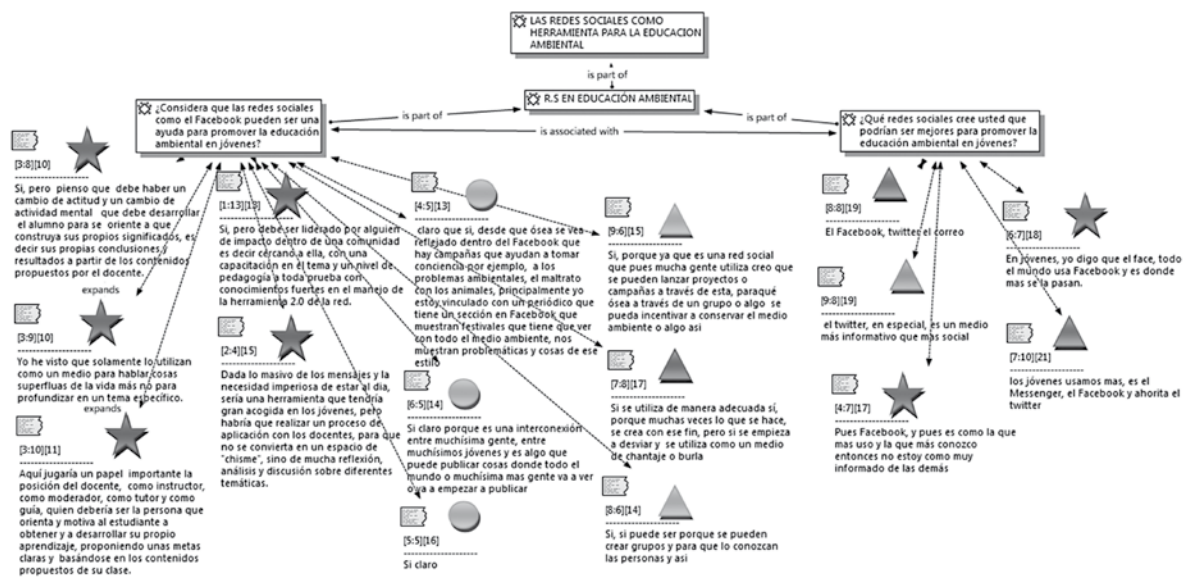 LAS REDES SOCIALES COMO
HERRAMIENTA PARA LA EDUCACION
AMBIENTAL
is part of
R.S EN EDUCACIÓN AMBIENTAL
is part of
is part of
is associated with
¿Considera que las redes sociales
como el Facebook pueden ser una
ayuda para promover la educación
ambiental en jóvenes?
¿Qué redes sociales cree usted que
podrían ser mejores para promover la
educación ambiental en jóvenes?
[3:8][10]
Si, pero pienso que debe haber un
cambio de actitud y un cambio de
actividad mental que debe desarrollar
el alumno para se oriente a que
construya sus propios significados, es
decir sus propias conclusiones y
resultados a partir de los contenidos
propuestos por el docente.
expands
[3:9][10]
Yo he visto que solamente lo utilizan
como un medio para hablar cosas
superfluas de la vida más no para
profundizar en un tema específico.
expands
[3:10][11]
Aquí jugaría un papel importante la
posición del docente, como instructor,
como moderador, como tutor y como
guía, quien debería ser la persona que
orienta y motiva al estudiante a
obtener y a desarrollar su propio
aprendizaje, proponiendo unas metas
claras y basándose en los contenidos
propuestos de su clase.
[1:13][13]
Si, pero debe ser liderado por alguien
de impacto dentro de una comunidad
es decir cercano a ella, con una
capacitación en el tema y un nivel de
pedagogía a toda prueba con
conocimientos fuertes en el manejo de
la herramienta 2.0 de la red.
[2:4][15]
Dada lo masivo de los mensajes y la
necesidad imperiosa de estar al dia,
sería una herramienta que tendría
gran acogida en los jóvenes, pero
habría que realizar un proceso de
aplicación con los docentes, para que
no se convierta en un espacio de
"chisme", sino de mucha reflexión,
análisis y discusión sobre diferentes
temáticas.
[4:5][13]
claro que si, desde que ósea se vea
reflejado dentro del Facebook que
hay campañas que ayudan a tomar
conciencia por ejemplo, a los
problemas ambientales, el maltrato
con los animales, principalmente yo
estoy vinculado con un periódico que
tiene un sección en Facebook que
muestran festivales que tiene que ver
con todo el medio ambiente, nos
muestran problemáticas y cosas de ese
estilo
[6:5][14]
Si claro porque es una interconexión
entre muchísima gente, entre
muchísimos jóvenes y es algo que
puede publicar cosas donde todo el
mundo o muchísima mas gente va a ver
o va a empezar a publicar
[5:5][16]
Si claro
[9:6][15]
Si, porque ya que es una red social
que pues mucha gente utiliza creo que
se pueden lanzar proyectos o
campañas a través de esta, paraqué
ósea a través de un grupo o algo se
pueda incentivar a conservar el medio
ambiente o algo asi
[7:8][17]
Si se utiliza de manera adecuada sí,
porque muchas veces lo que se hace,
se crea con ese fin, pero si se empieza
a desviar y se utiliza como un medio
de chantaje o burla
[8:6][14]
Si, si puede ser porque se pueden
crear grupos y para que lo conozcan
las personas y asi
[8:8][19]
El Facebook, twitter el correo
[9:8][19]
el twitter, en especial, es un medio
más informativo que mas social
[4:7][17]
Pues Facebook, y pues es como la que
mas uso y la que más conozco
entonces no estoy como muy
informado de las demás
[6:7][18]
En jóvenes, yo digo que el face, todo
el mundo usa Facebook y es donde
mas se la pasan.
[7:10][21]
los jóvenes usamos mas, es el
Messenger, el Facebook y ahorita el
twitter